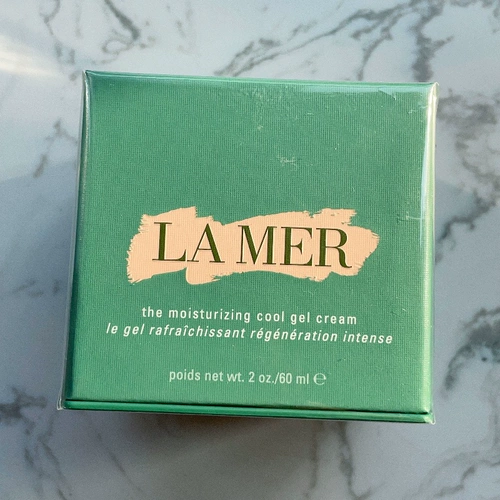 LA MER
the moisturizing cool gel cream
le gel rafraîchissant régénération intense
poids net wt. 2 oz./60 ml ℮